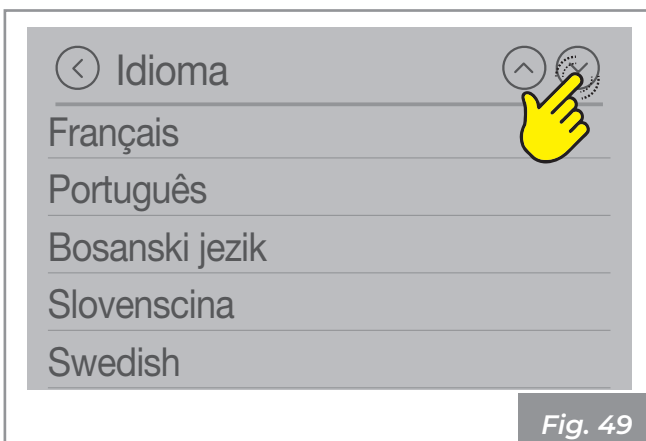 Idioma
Français
Português
Bosanski jezik
Slovenscina
Swedish
Fig. 49